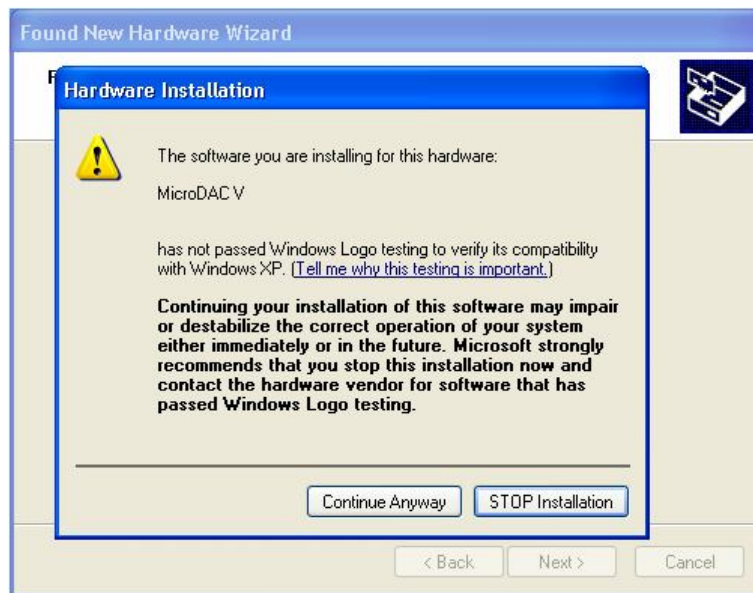 Found New Hardware Wizard
Hardware Installation
The software you are installing for this hardware:
MicroDAC V
has not passed Windows Logo testing to verify its compatibility
with Windows XP. (Tell me why this testing is important.)
Continuing your installation of this software may impair
or destabilize the correct operation of your system
either immediately or in the future. Microsoft strongly
recommends that you stop this installation now and
contact the hardware vendor for software that has
passed Windows Logo testing.
Continue Anyway
STOP Installation
< Back
Next >
Cancel